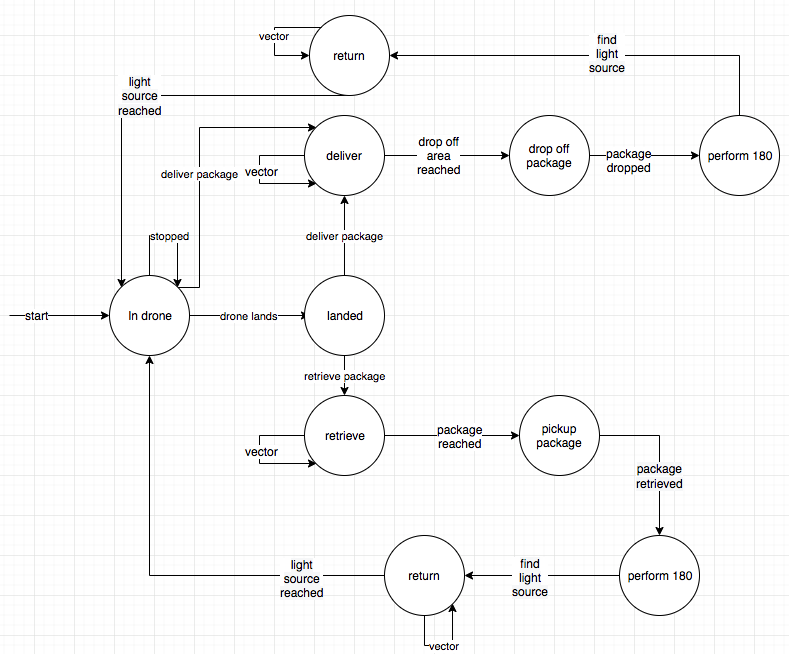 vector
return
find
light
source
light
source
reached
deliver
drop off
area
reached
drop off
package
package
dropped
perform 180
deliver package
vector
stopped
deliver package
start
In drone
drone lands
landed
retrieve package
retrieve
vector
package
reached
pickup
package
package
retrieved
light
source
reached
return
find
light
source
perform 180
vector